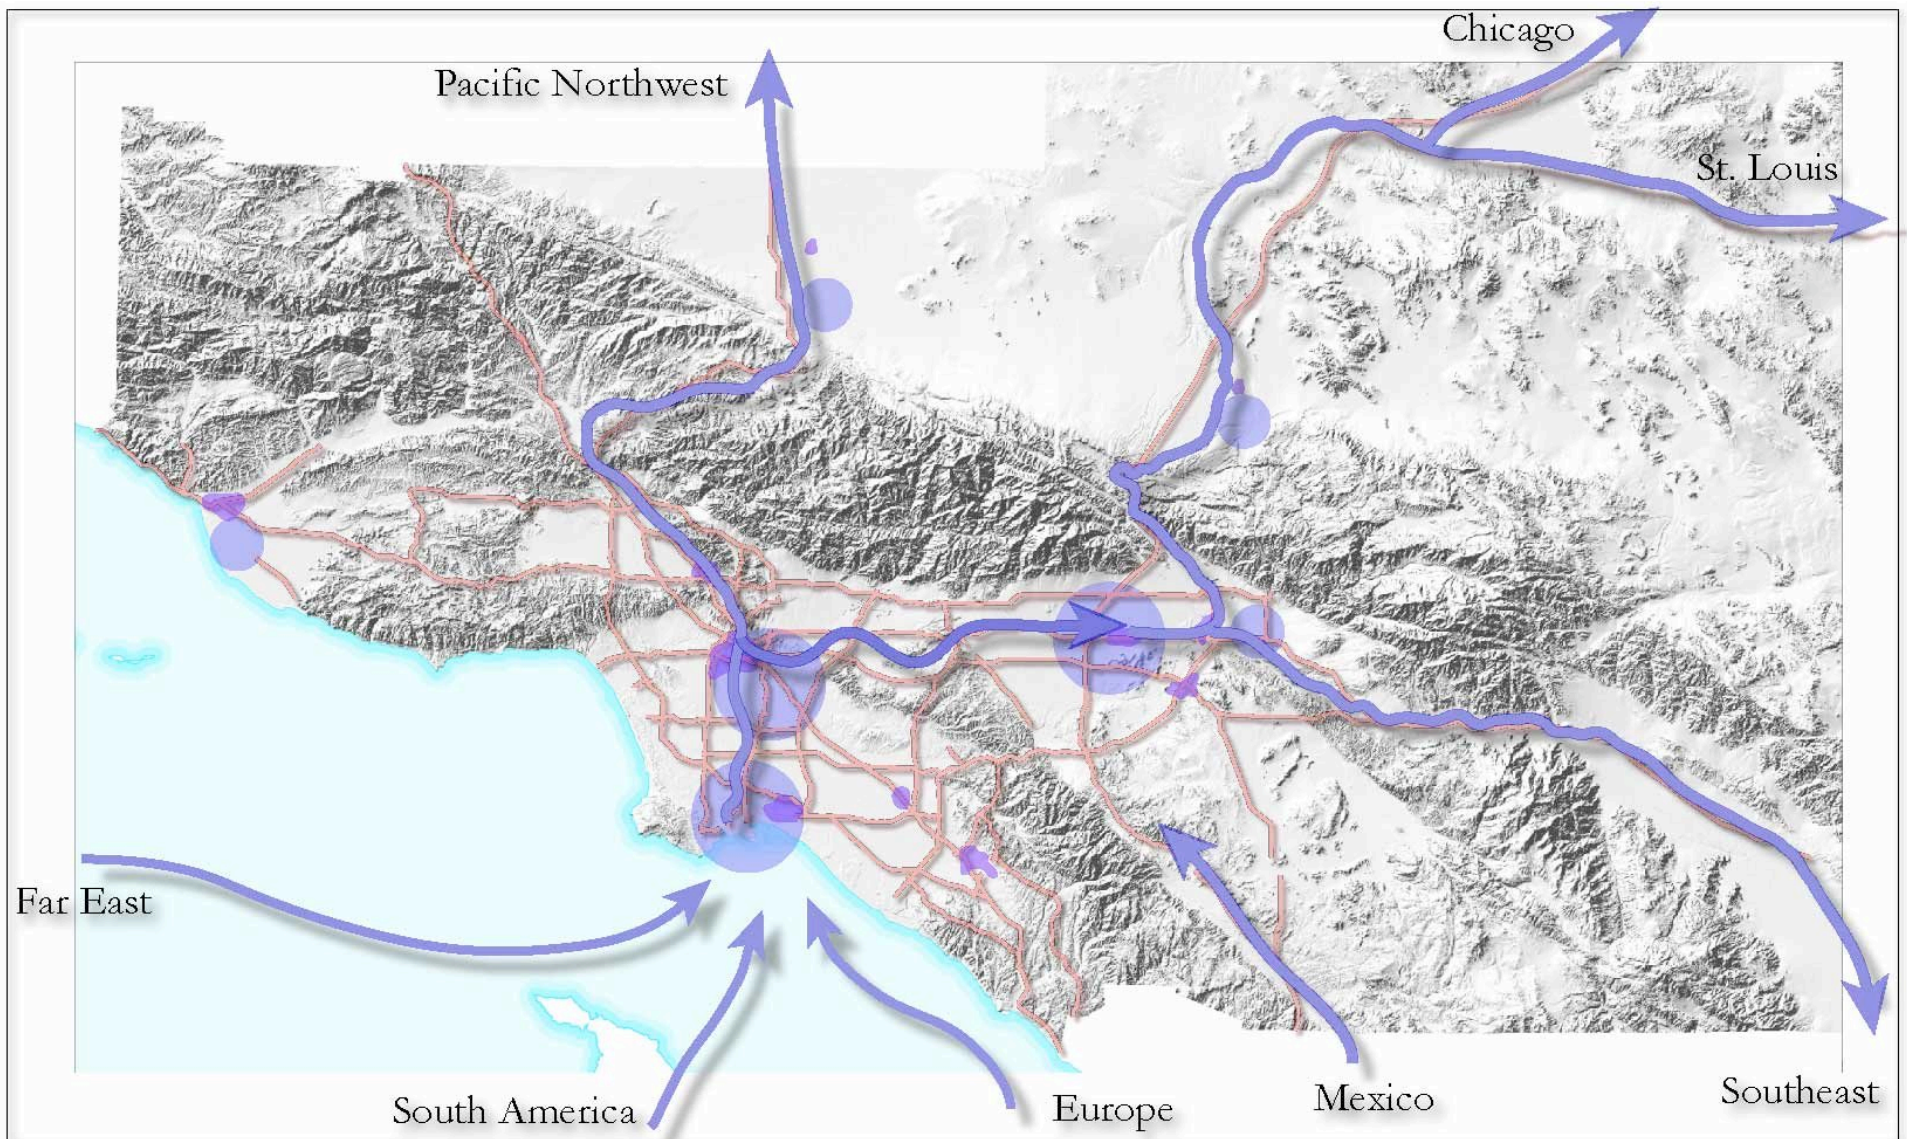 Chicago
Pacific Northwest
St. Louis
Far East
South America
Europe
Mexico
Southeast